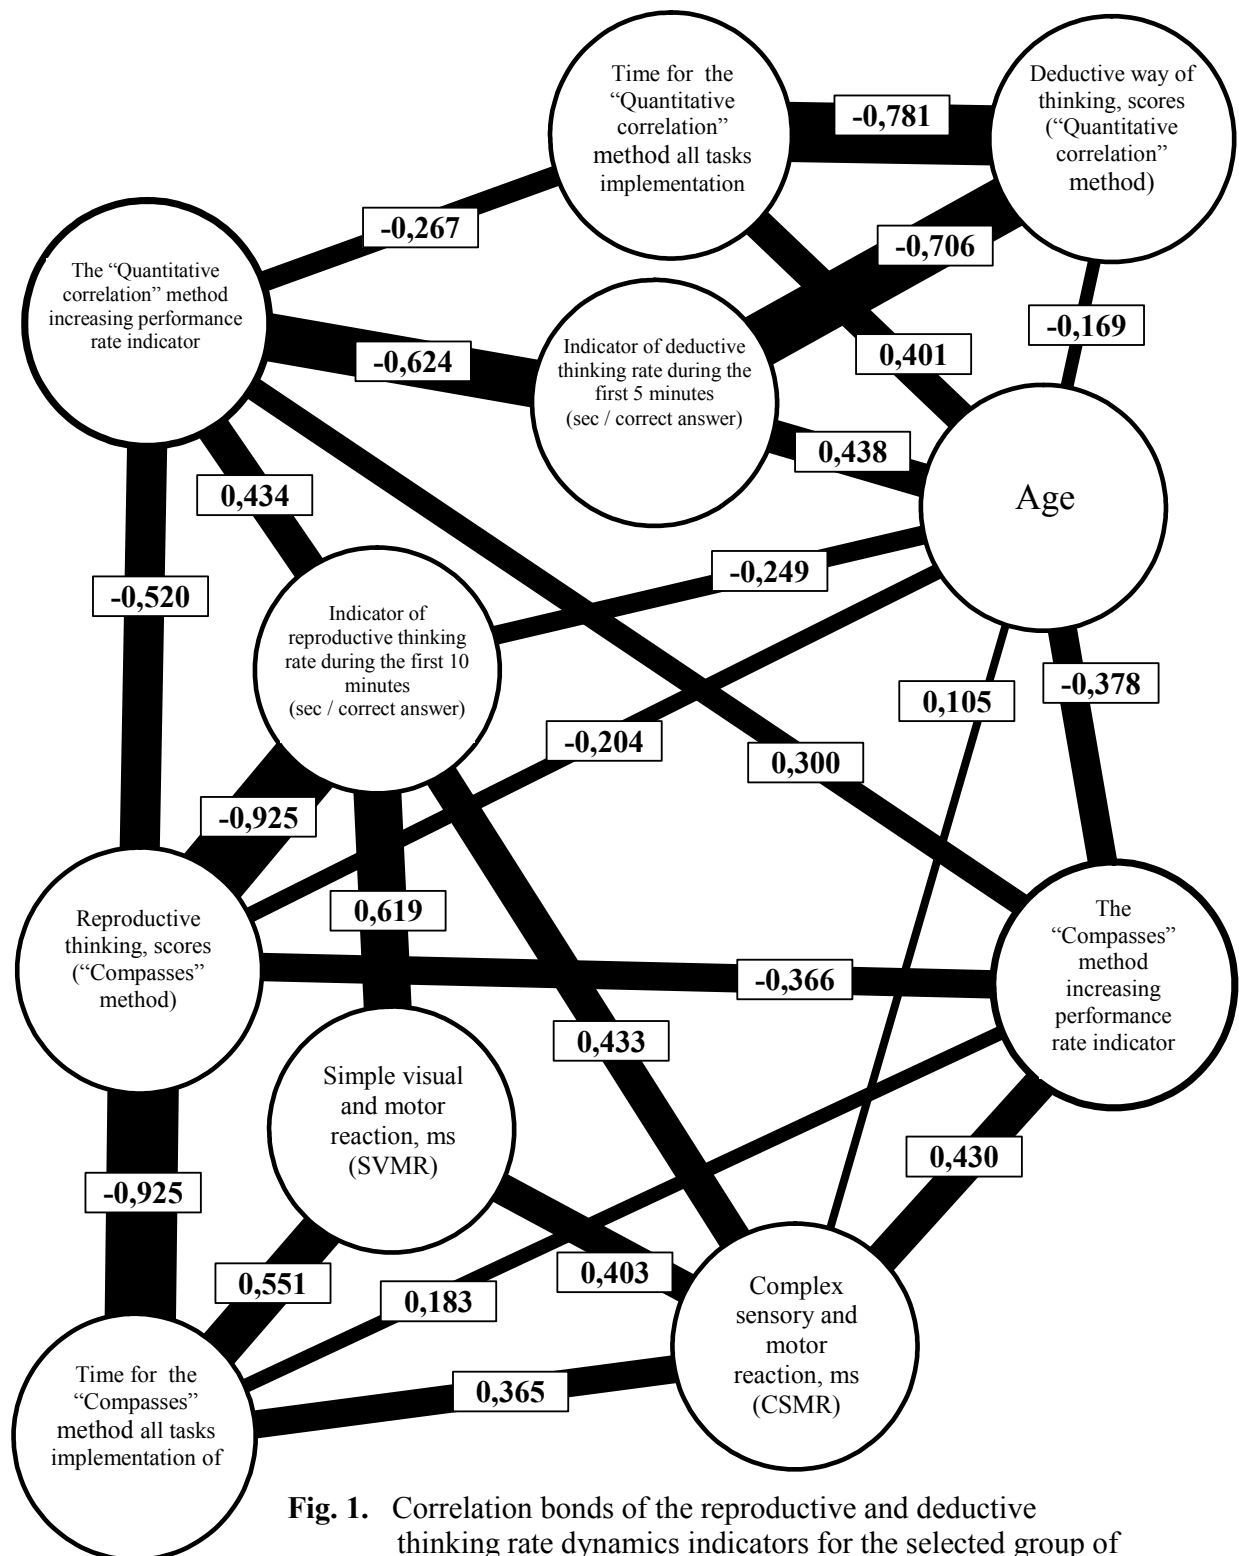 Time for the
“Quantitative
correlation”
method all tasks
implementation
-0,781
Deductive way of
thinking, scores
(“Quantitative
correlation”
method)
-0,267
-0,706
The “Quantitative
correlation” method
increasing performance
rate indicator
-0,624
Indicator of deductive
thinking rate during the
first 5 minutes
(sec / correct answer)
0,401
-0,169
0,438
Age
0,434
-0,520
-0,249
Indicator of
reproductive thinking
rate during the first 10
minutes
(sec / correct answer)
0,105
-0,378
-0,204
0,300
-0,925
0,619
Reproductive
thinking, scores
(“Compasses”
method)
-0,366
The
“Compasses”
method
increasing
performance
rate indicator
0,433
Simple visual
and motor
reaction, ms
(SVMR)
0,430
-0,925
0,551
0,183
0,403
Complex
sensory and
motor
reaction, ms
(CSMR)
0,365
Time for the
“Compasses”
method all tasks
implementation of
Fig. 1. Correlation bonds of the reproductive and deductive
thinking rate dynamics indicators for the selected group of